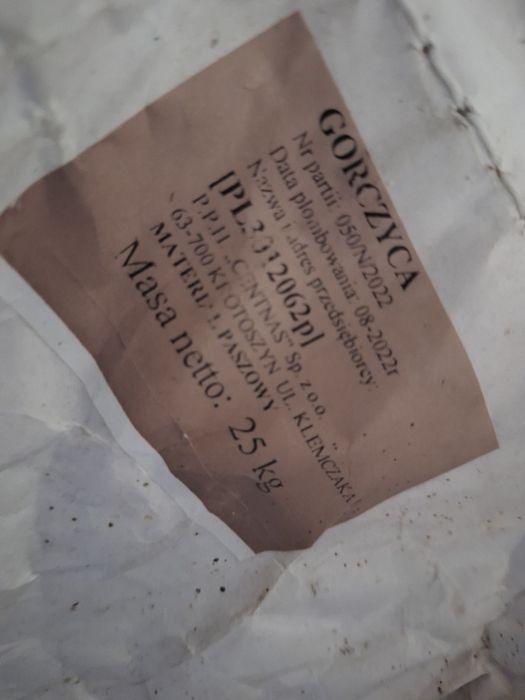 GORCZYCA
Nr partii: 050/N/2022
Data plombowania: 08-2022r
Nazwa i adres przedsiębiorcy:
P.P.H. „CENTNAS” Sp. z o.o.
63-700 KROTOSZYN UL. KLEMCZAKA
MATERIAŁ PASZOWY
Masa netto: 25 kg